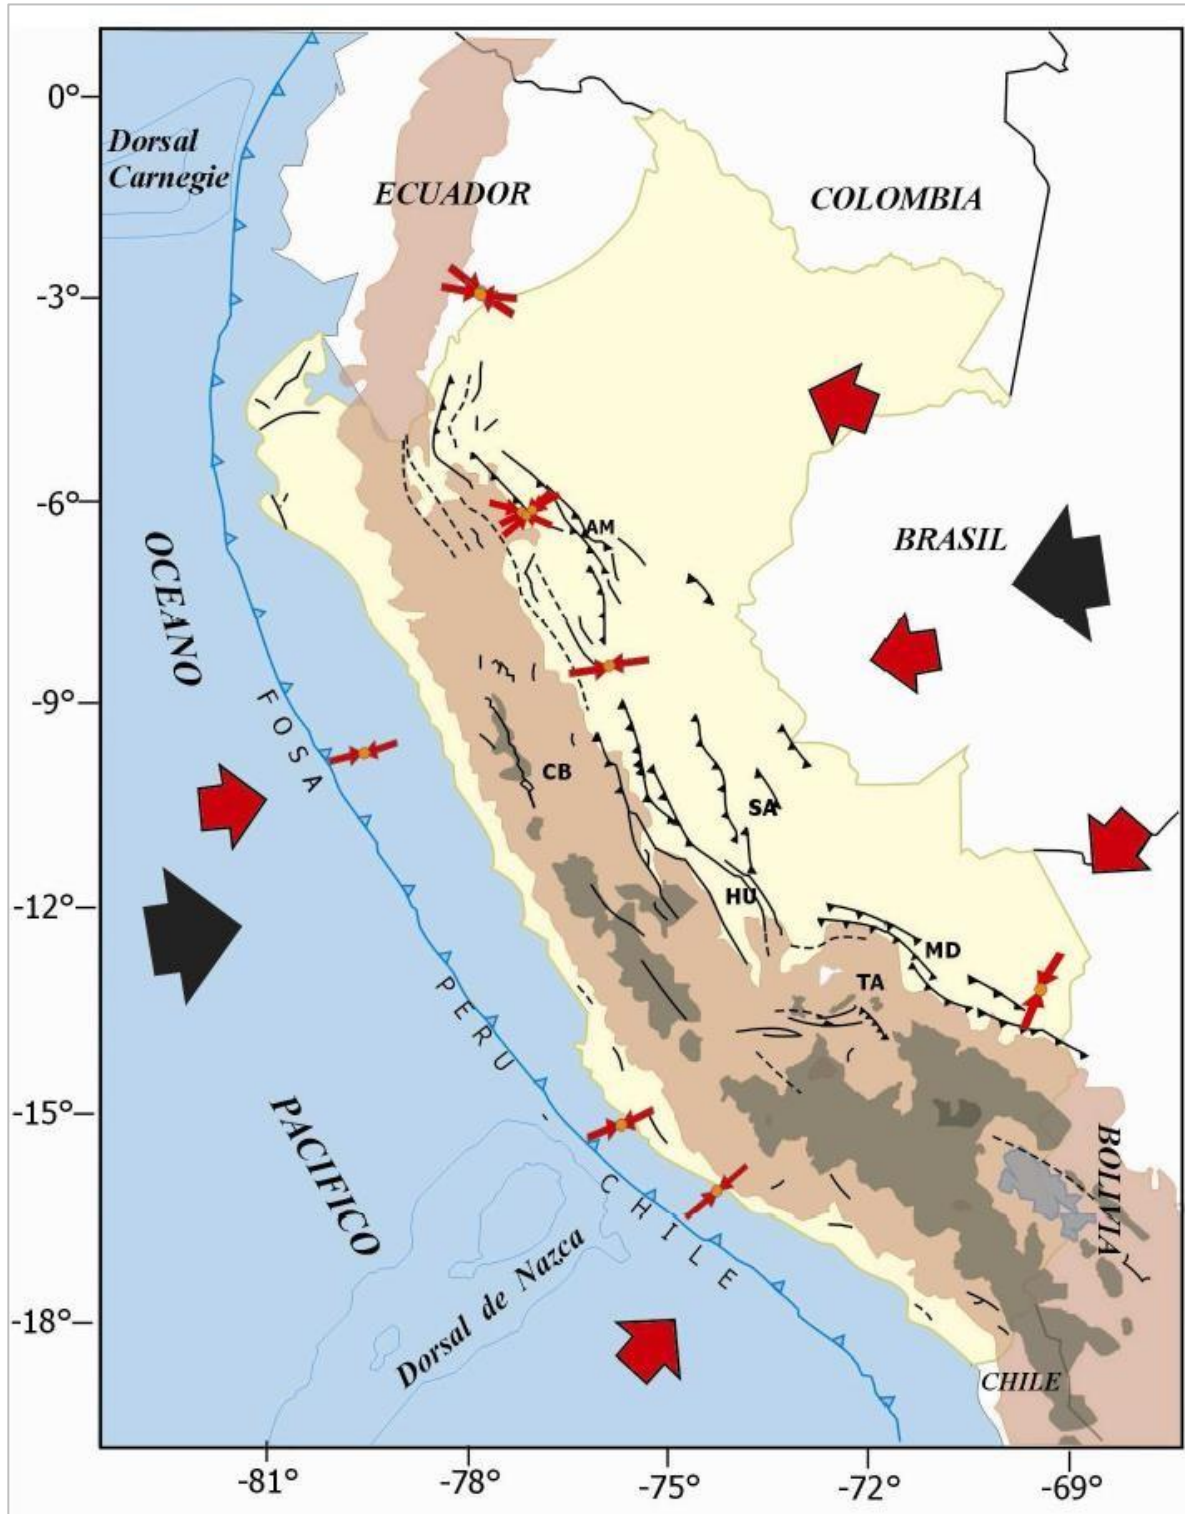 0°
Dorsal
Carnegie
ECUADOR
COLOMBIA
-3°
-6°
AM
BRASIL
OCEANO
-9°
FOSA
CB
SA
-12°
HU
MD
TA
PERU
-15°
PACIFICO
BOLIVIA
CHILE
Dorsal de Nazca
-18°
CHILE
-81°
-78°
-75°
-72°
-69°